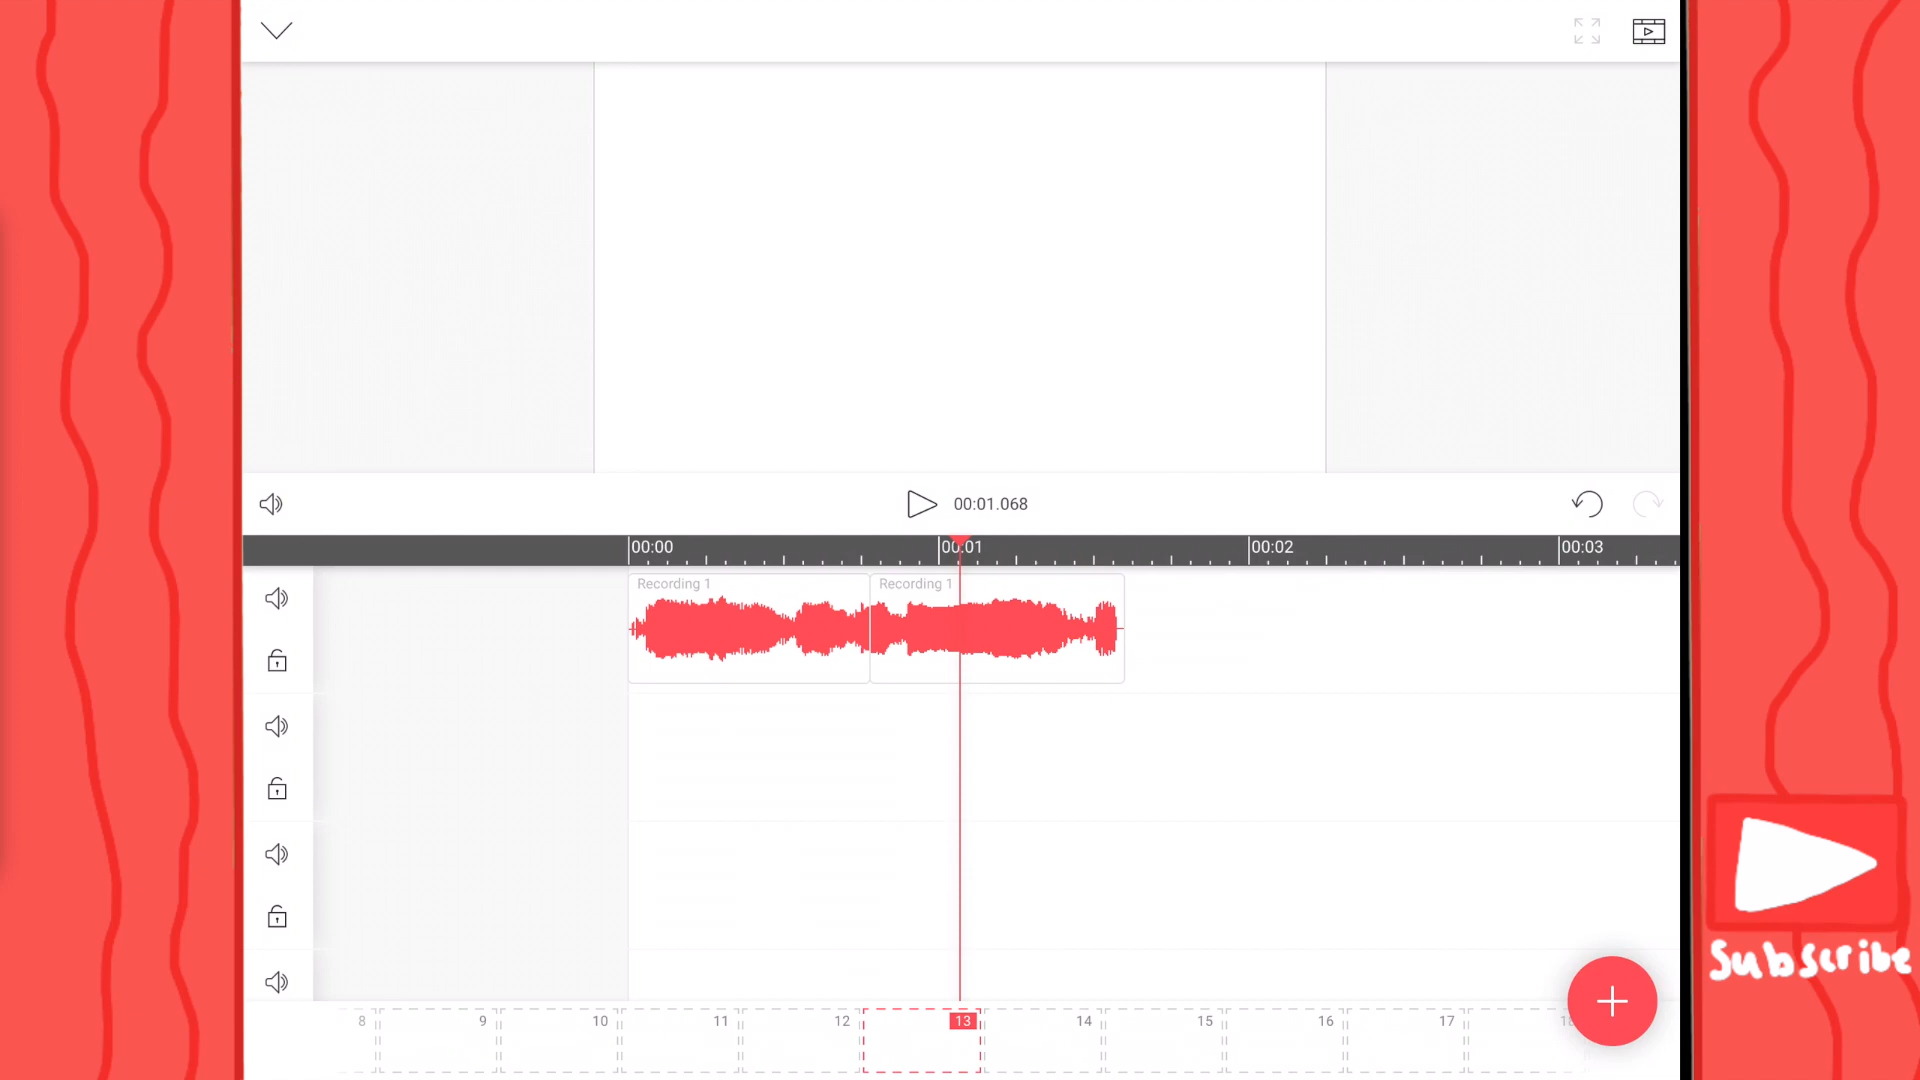 00:01.068
00:00 00:01 00:02 00:03
Recording 1 Recording 1
8 9 10 11 12 13 14 15 16 17
Subscribe